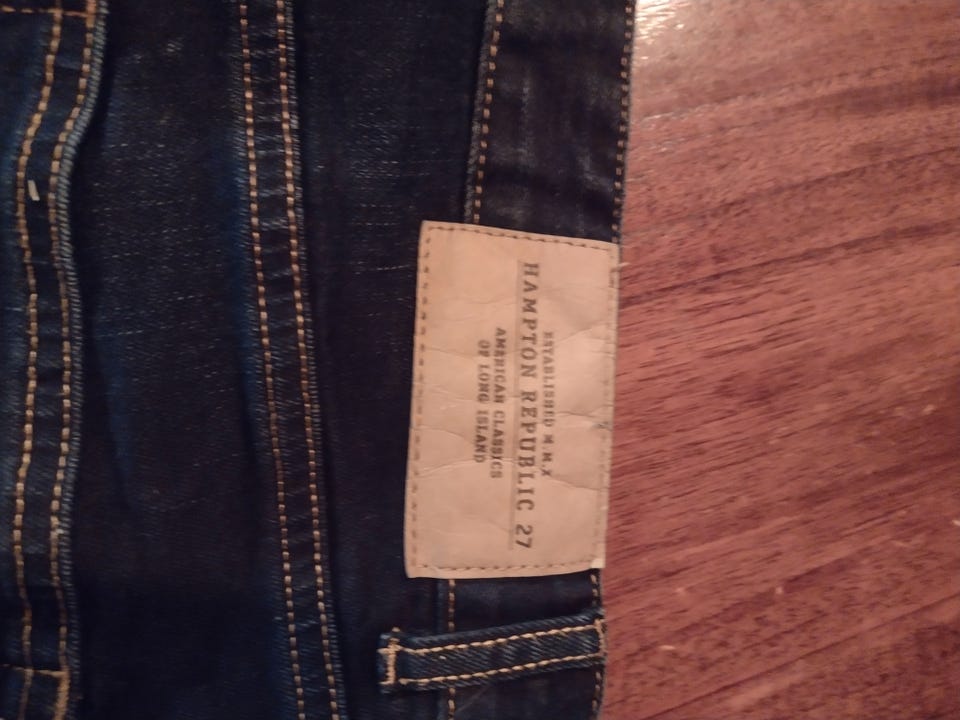 ESTABLISHED M.M.X
HAMPTON REPUBLIC 27
AMERICAN CLASSICS
OF LONG ISLAND